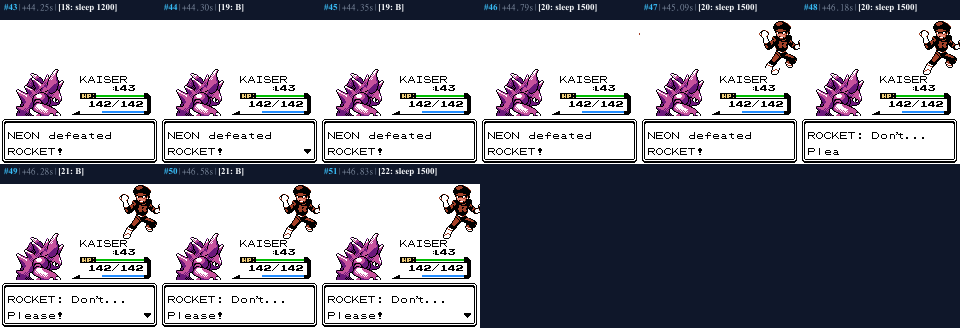 #43|+44.25s| [18: sleep 1200]
KAISER
:L43
HP:
142/142
NEON defeated
ROCKET!
#44|+44.30s| [19: B]
KAISER
:L43
HP:
142/142
NEON defeated
ROCKET!
#45|+44.35s| [19: B]
KAISER
:L43
HP:
142/142
NEON defeated
ROCKET!
#46|+44.79s| [20: sleep 1500]
KAISER
:L43
HP:
142/142
NEON defeated
ROCKET!
#47|+45.09s| [20: sleep 1500]
KAISER
:L43
HP:
142/142
NEON defeated
ROCKET!
#48|+46.18s| [20: sleep 1500]
KAISER
:L43
HP:
142/142
ROCKET: Don't...
Plea
#49|+46.28s| [21: B]
KAISER
:L43
HP:
142/142
ROCKET: Don't...
Please!
#50|+46.58s| [21: B]
KAISER
:L43
HP:
142/142
ROCKET: Don't...
Please!
#51|+46.83s| [22: sleep 1500]
KAISER
:L43
HP:
142/142
ROCKET: Don't...
Please!